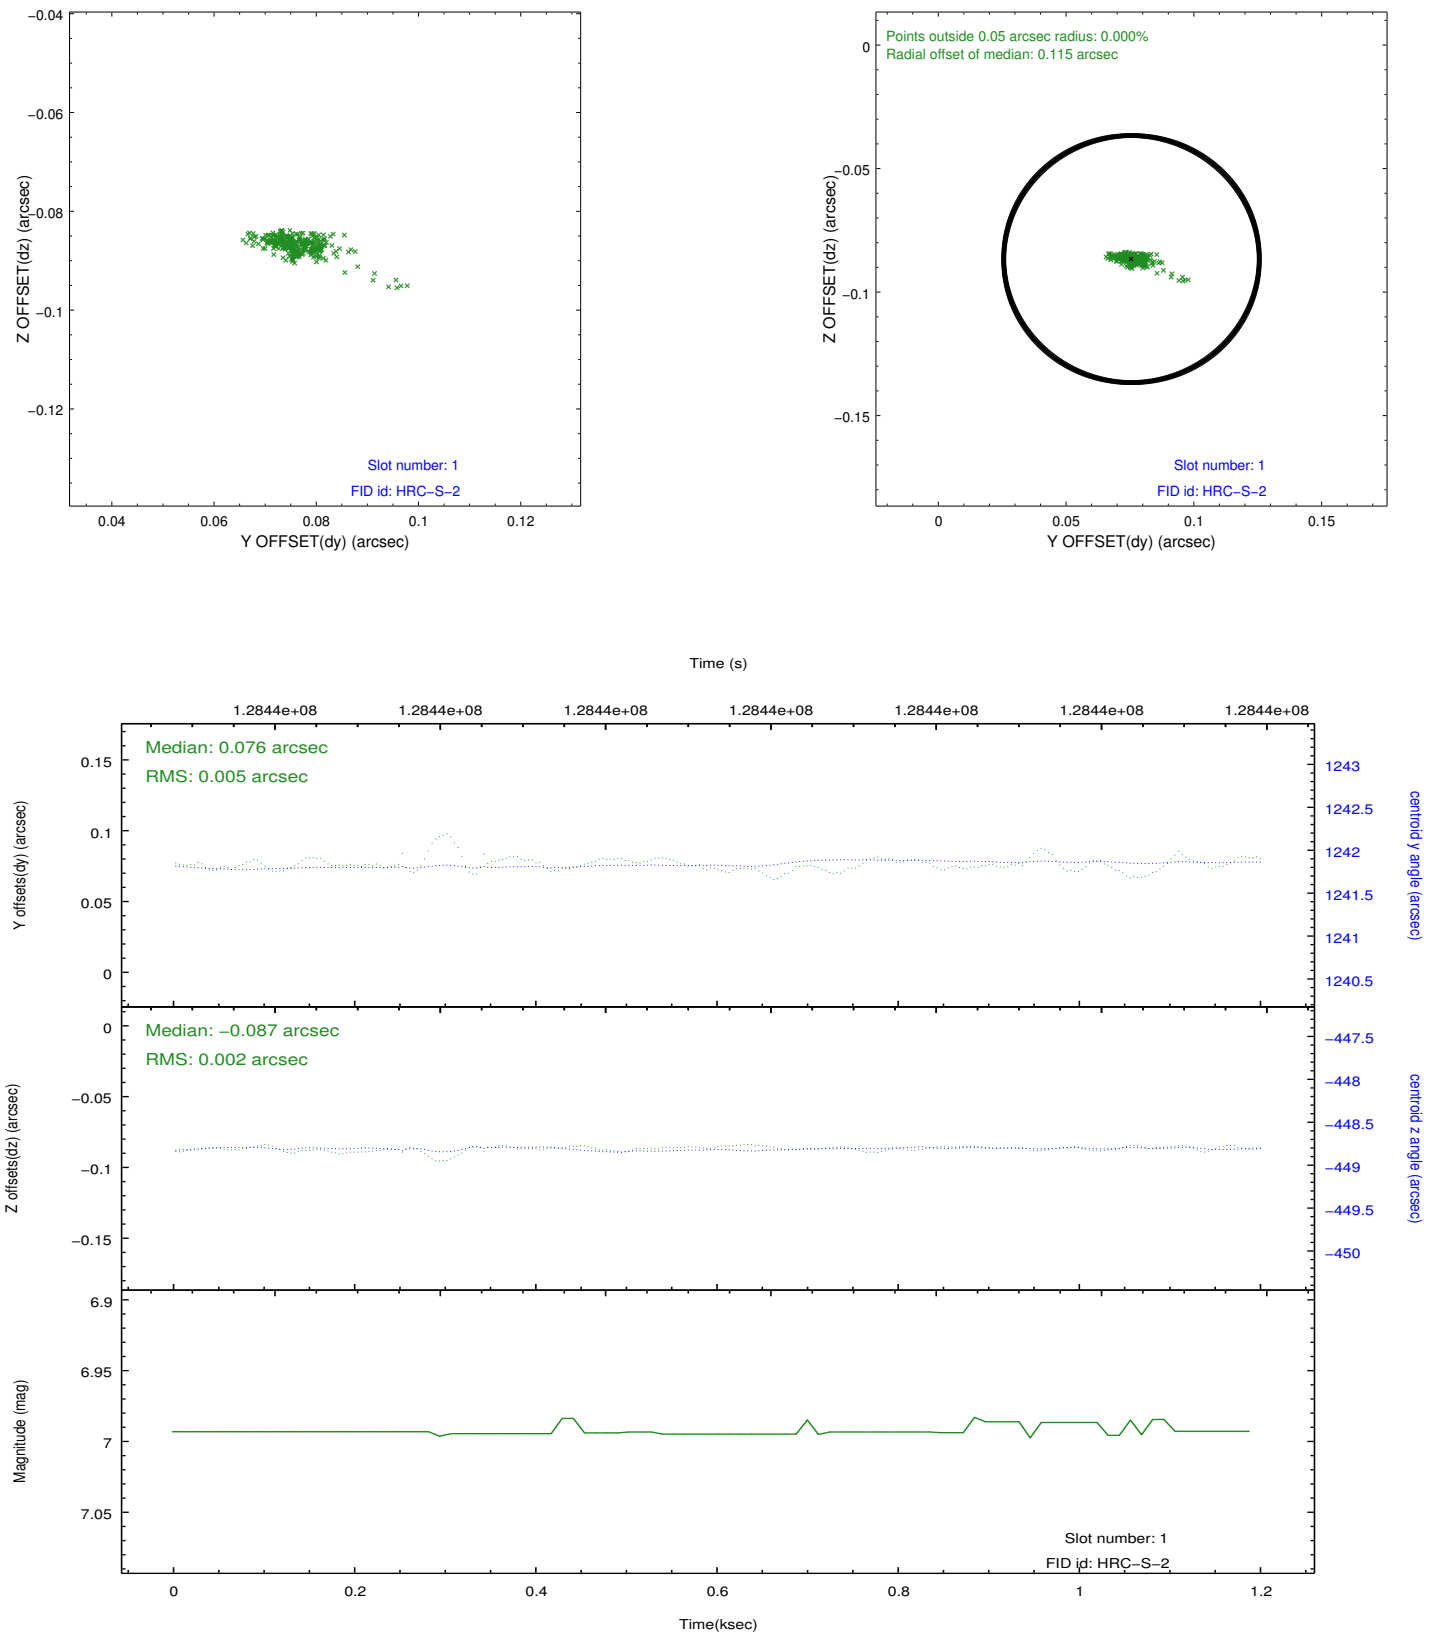 −0.04
−0.06
−0.08
−0.1
−0.12
Z OFFSET(dz) (arcsec)
Slot number: 1
FID id: HRC−S−2
0.04 0.06 0.08 0.1 0.12
Y OFFSET(dy) (arcsec)
Points outside 0.05 arcsec radius: 0.000%
Radial offset of median: 0.115 arcsec
0
−0.05
−0.1
−0.15
Z OFFSET(dz) (arcsec)
Slot number: 1
FID id: HRC−S−2
0 0.05 0.1 0.15
Y OFFSET(dy) (arcsec)
Time (s)
1.2844e+08 1.2844e+08 1.2844e+08 1.2844e+08 1.2844e+08 1.2844e+08 1.2844e+08
Median: 0.076 arcsec
RMS: 0.005 arcsec
0.15
0.1
0.05
0
Y offsets(dy) (arcsec)
1243
1242.5
1242
1241.5
1241
1240.5
centroid y angle (arcsec)
Median: −0.087 arcsec
RMS: 0.002 arcsec
0
−0.05
−0.1
−0.15
Z offsets(dz) (arcsec)
−447.5
−448
−448.5
−449
−449.5
−450
centroid z angle (arcsec)
6.9
6.95
7
7.05
Magnitude (mag)
Slot number: 1
FID id: HRC−S−2
0 0.2 0.4 0.6 0.8 1 1.2
Time(ksec)